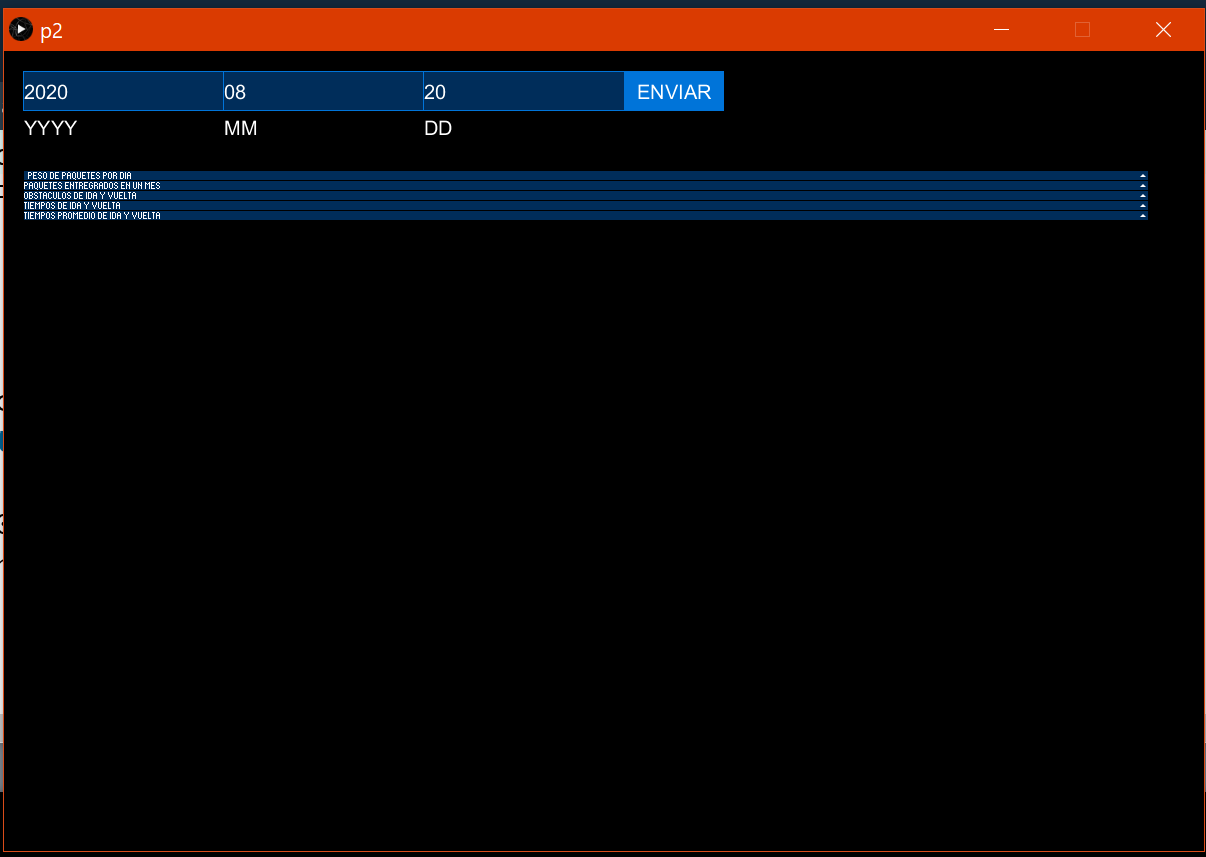 p2
2020 08 20 ENVIAR
YYYY MM DD
PESO DE PAQUETES POR DIA
PAQUETES ENTREGRADOS EN UN MES
OBSTACULOS DE IDA Y VUELTA
TIEMPOS DE IDA Y VUELTA
TIEMPOS PROMEDIO DE IDA Y VUELTA